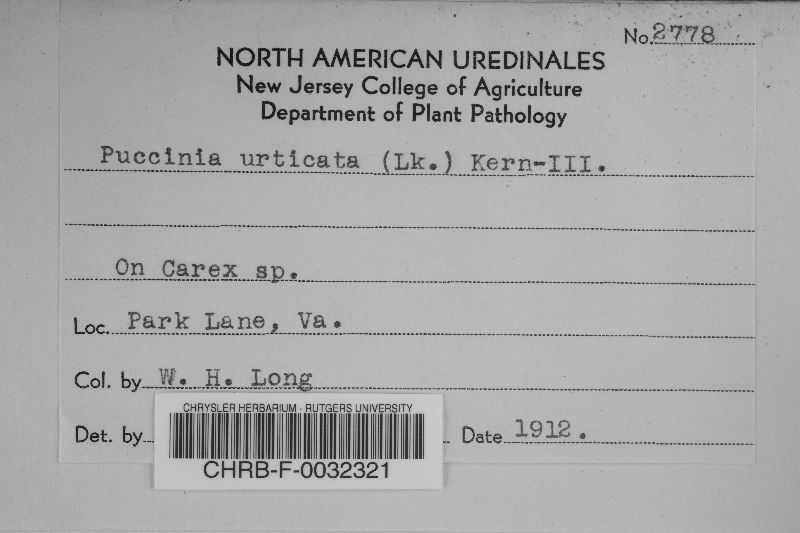 No. 2778
NORTH AMERICAN UREDINALES
New Jersey College of Agriculture
Department of Plant Pathology
Puccinia urticata (Lk.) Kern-III.
On Carex sp.
Loc. Park Lane, Va.
Col. by W. H. Long
Det. by Date 1912.
CHRYSLER HERBARIUM - RUTGERS UNIVERSITY
CHRB-F-0032321